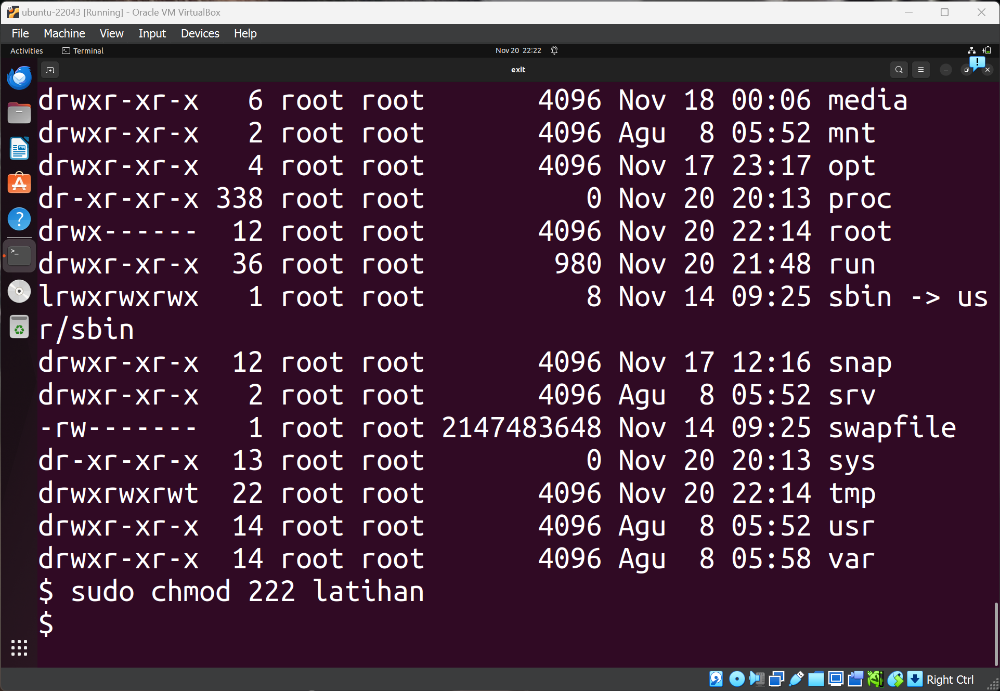 ubuntu-22043 [Running] - Oracle VM VirtualBox
File Machine View Input Devices Help
Activities Terminal Nov 20 22:22
exit
drwxr-xr-x 6 root root 4096 Nov 18 00:06 media
drwxr-xr-x 2 root root 4096 Agu 8 05:52 mnt
drwxr-xr-x 4 root root 4096 Nov 17 23:17 opt
dr-xr-xr-x 338 root root 0 Nov 20 20:13 proc
drwx------ 12 root root 4096 Nov 20 22:14 root
drwxr-xr-x 36 root root 980 Nov 20 21:48 run
lrwxrwxrwx 1 root root 8 Nov 14 09:25 sbin -> us
r/sbin
drwxr-xr-x 12 root root 4096 Nov 17 12:16 snap
drwxr-xr-x 2 root root 4096 Agu 8 05:52 srv
-rw------- 1 root root 2147483648 Nov 14 09:25 swapfile
dr-xr-xr-x 13 root root 0 Nov 20 20:13 sys
drwxrwxrwt 22 root root 4096 Nov 20 22:14 tmp
drwxr-xr-x 14 root root 4096 Agu 8 05:52 usr
drwxr-xr-x 14 root root 4096 Agu 8 05:58 var
$ sudo chmod 222 latihan
$
Right Ctrl